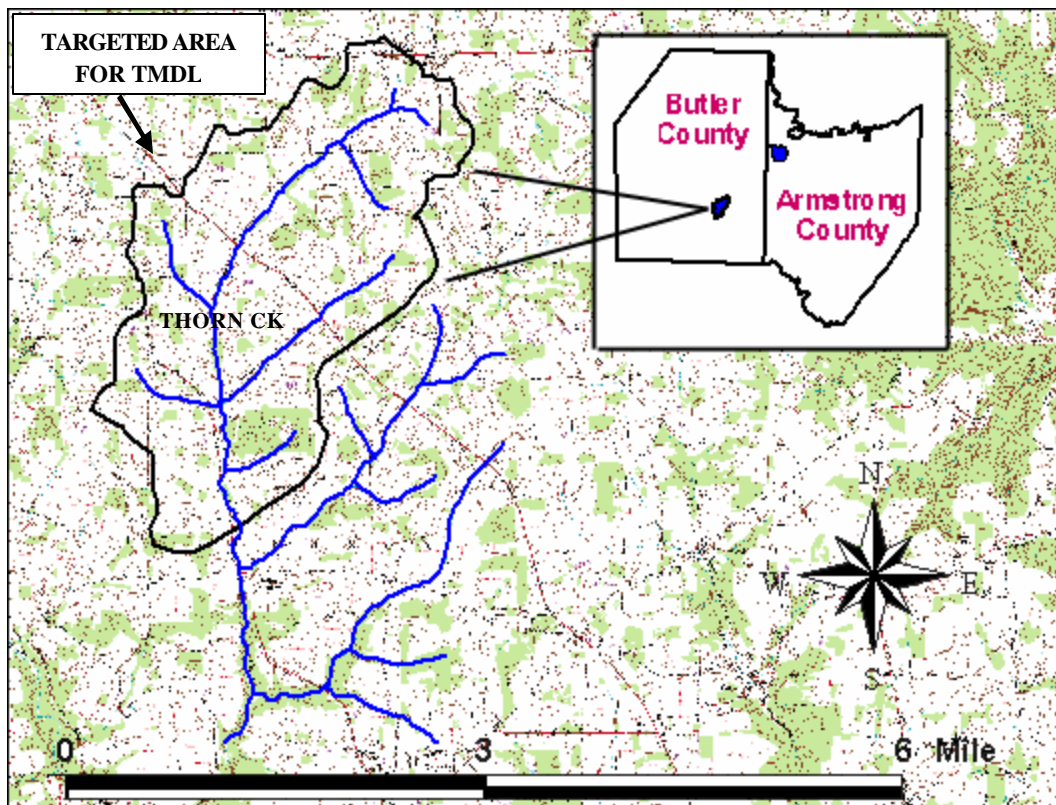 TARGETED AREA
FOR TMDL
Butler
County
Armstrong
County
THORN CK
N
W
E
S
0
3
6 Mile